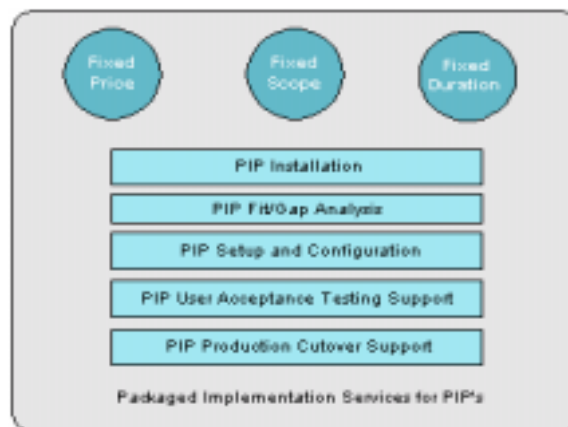 Fixed
Price
Fixed
Scope
Fixed
Duration
PIP Installation
PIP Fit/Gap Analysis
PIP Setup and Configuration
PIP User Acceptance Testing Support
PIP Production Cutover Support
Packaged Implementation Services for PIP's